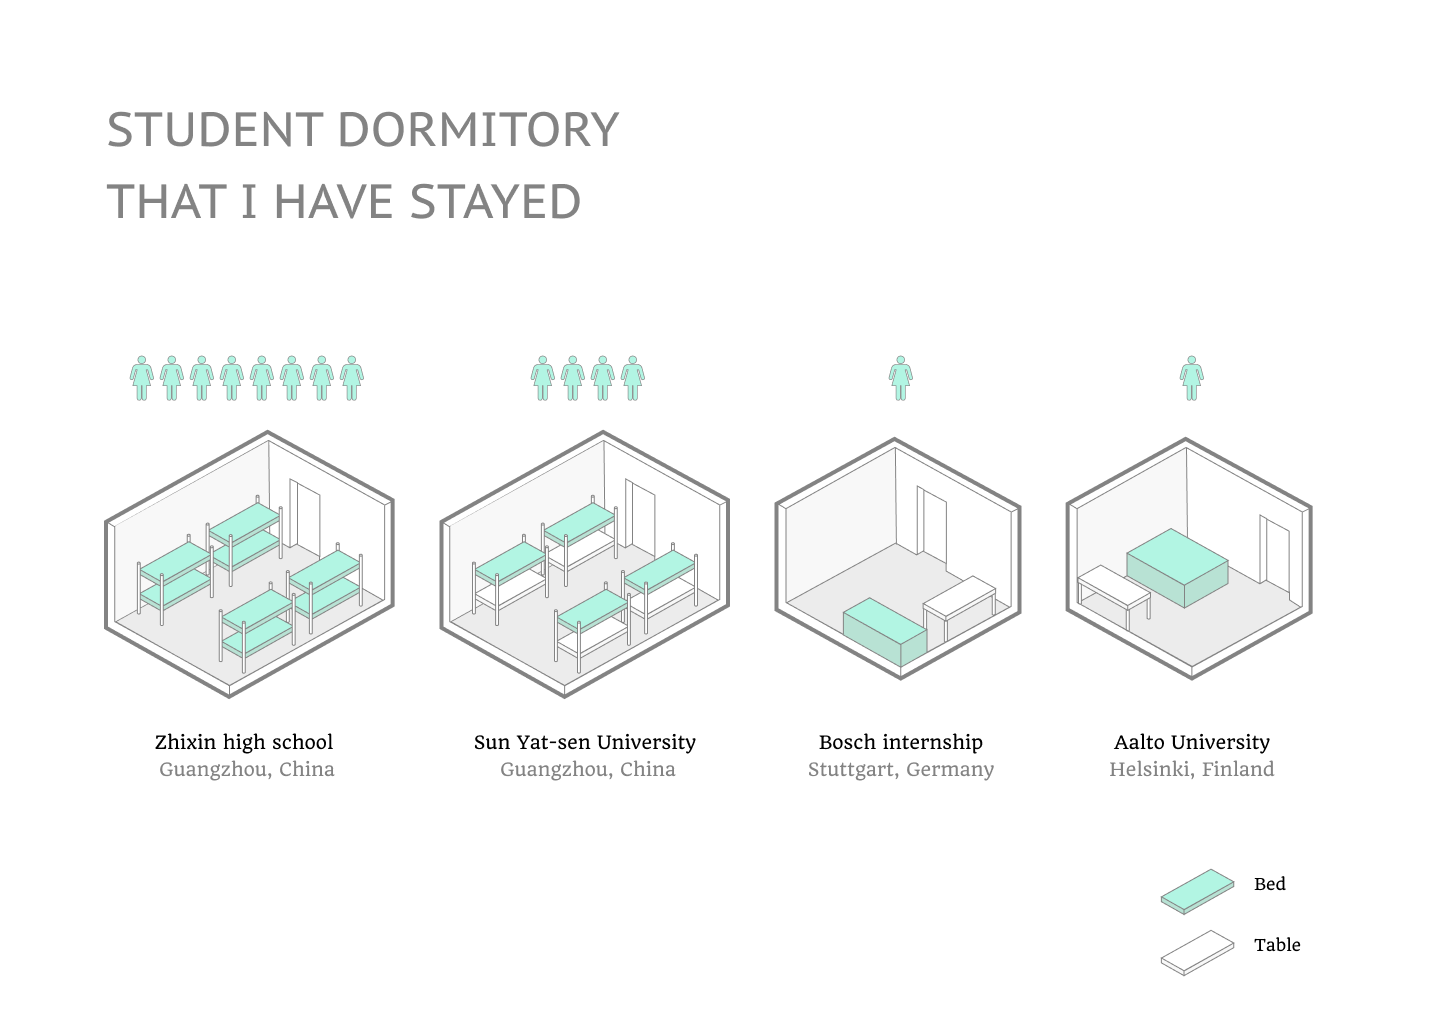 STUDENT DORMITORY
THAT I HAVE STAYED
Zhixin high school
Guangzhou, China
Sun Yat-sen University
Guangzhou, China
Bosch internship
Stuttgart, Germany
Aalto University
Helsinki, Finland
Bed
Table